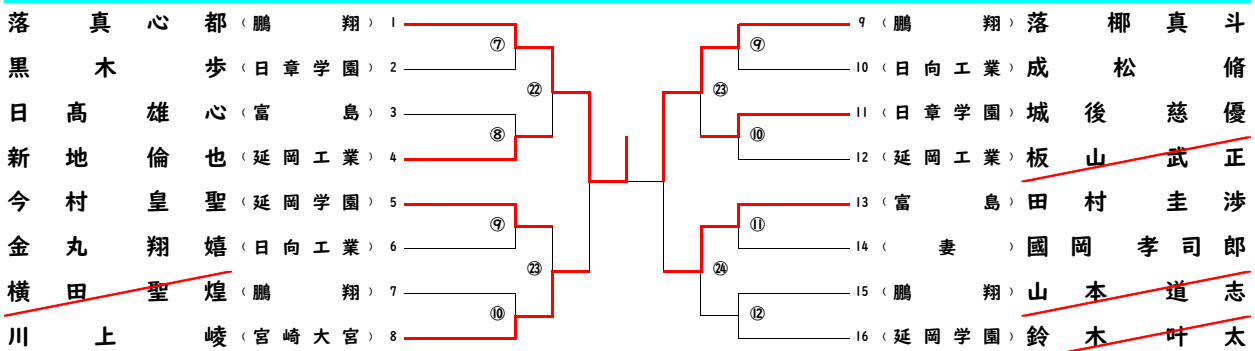 落真心都（鵬翔）1
黒木歩（日章学園）2
日髙雄心（富島）3
新地倫也（延岡工業）4
今村皇聖（延岡学園）5
金丸翔嬉（日向工業）6
横田聖煌（鵬翔）7
川上崚（宮崎大宮）8
⑦
⑧
⑨
⑩
㉒
㉓
9（鵬翔）落椰真斗
10（日向工業）成松脩
11（日章学園）城後慈優
12（延岡工業）板山武正
13（富島）田村圭渉
14（妻）國岡孝司郎
15（鵬翔）山本道志
16（延岡学園）鈴木叶太
⑨
⑩
⑪
⑫
㉓
㉔